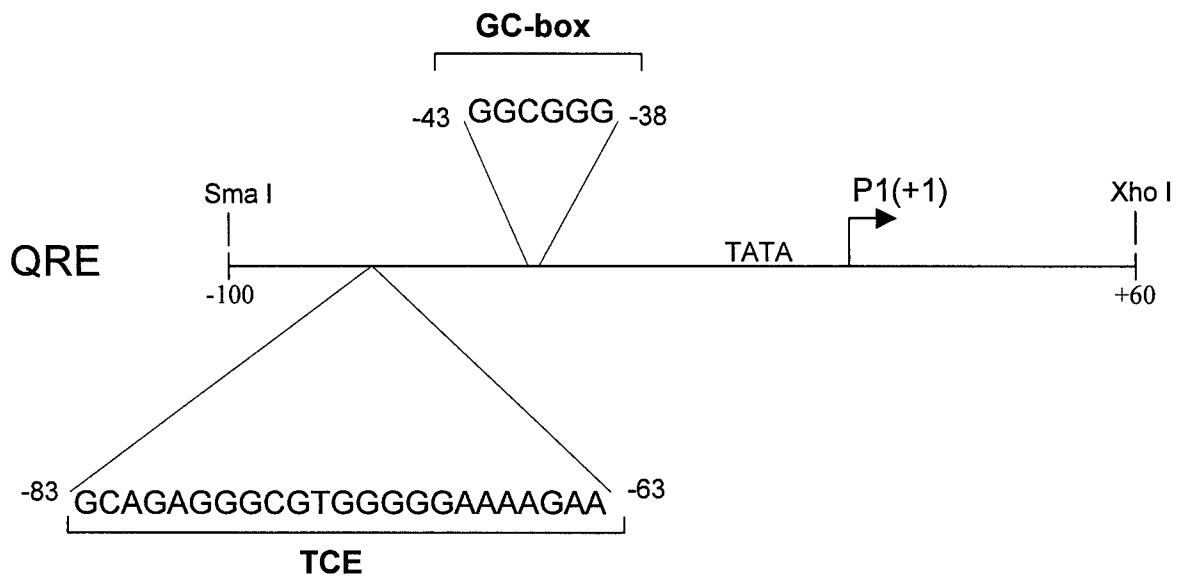 GC-box
-43 GGCGGG -38
Sma I
P1(+1)
Xho I
QRE
TATA
-100
+60
-83 GCAGAGGGCGTGGGGGAAAAGAA -63
TCE